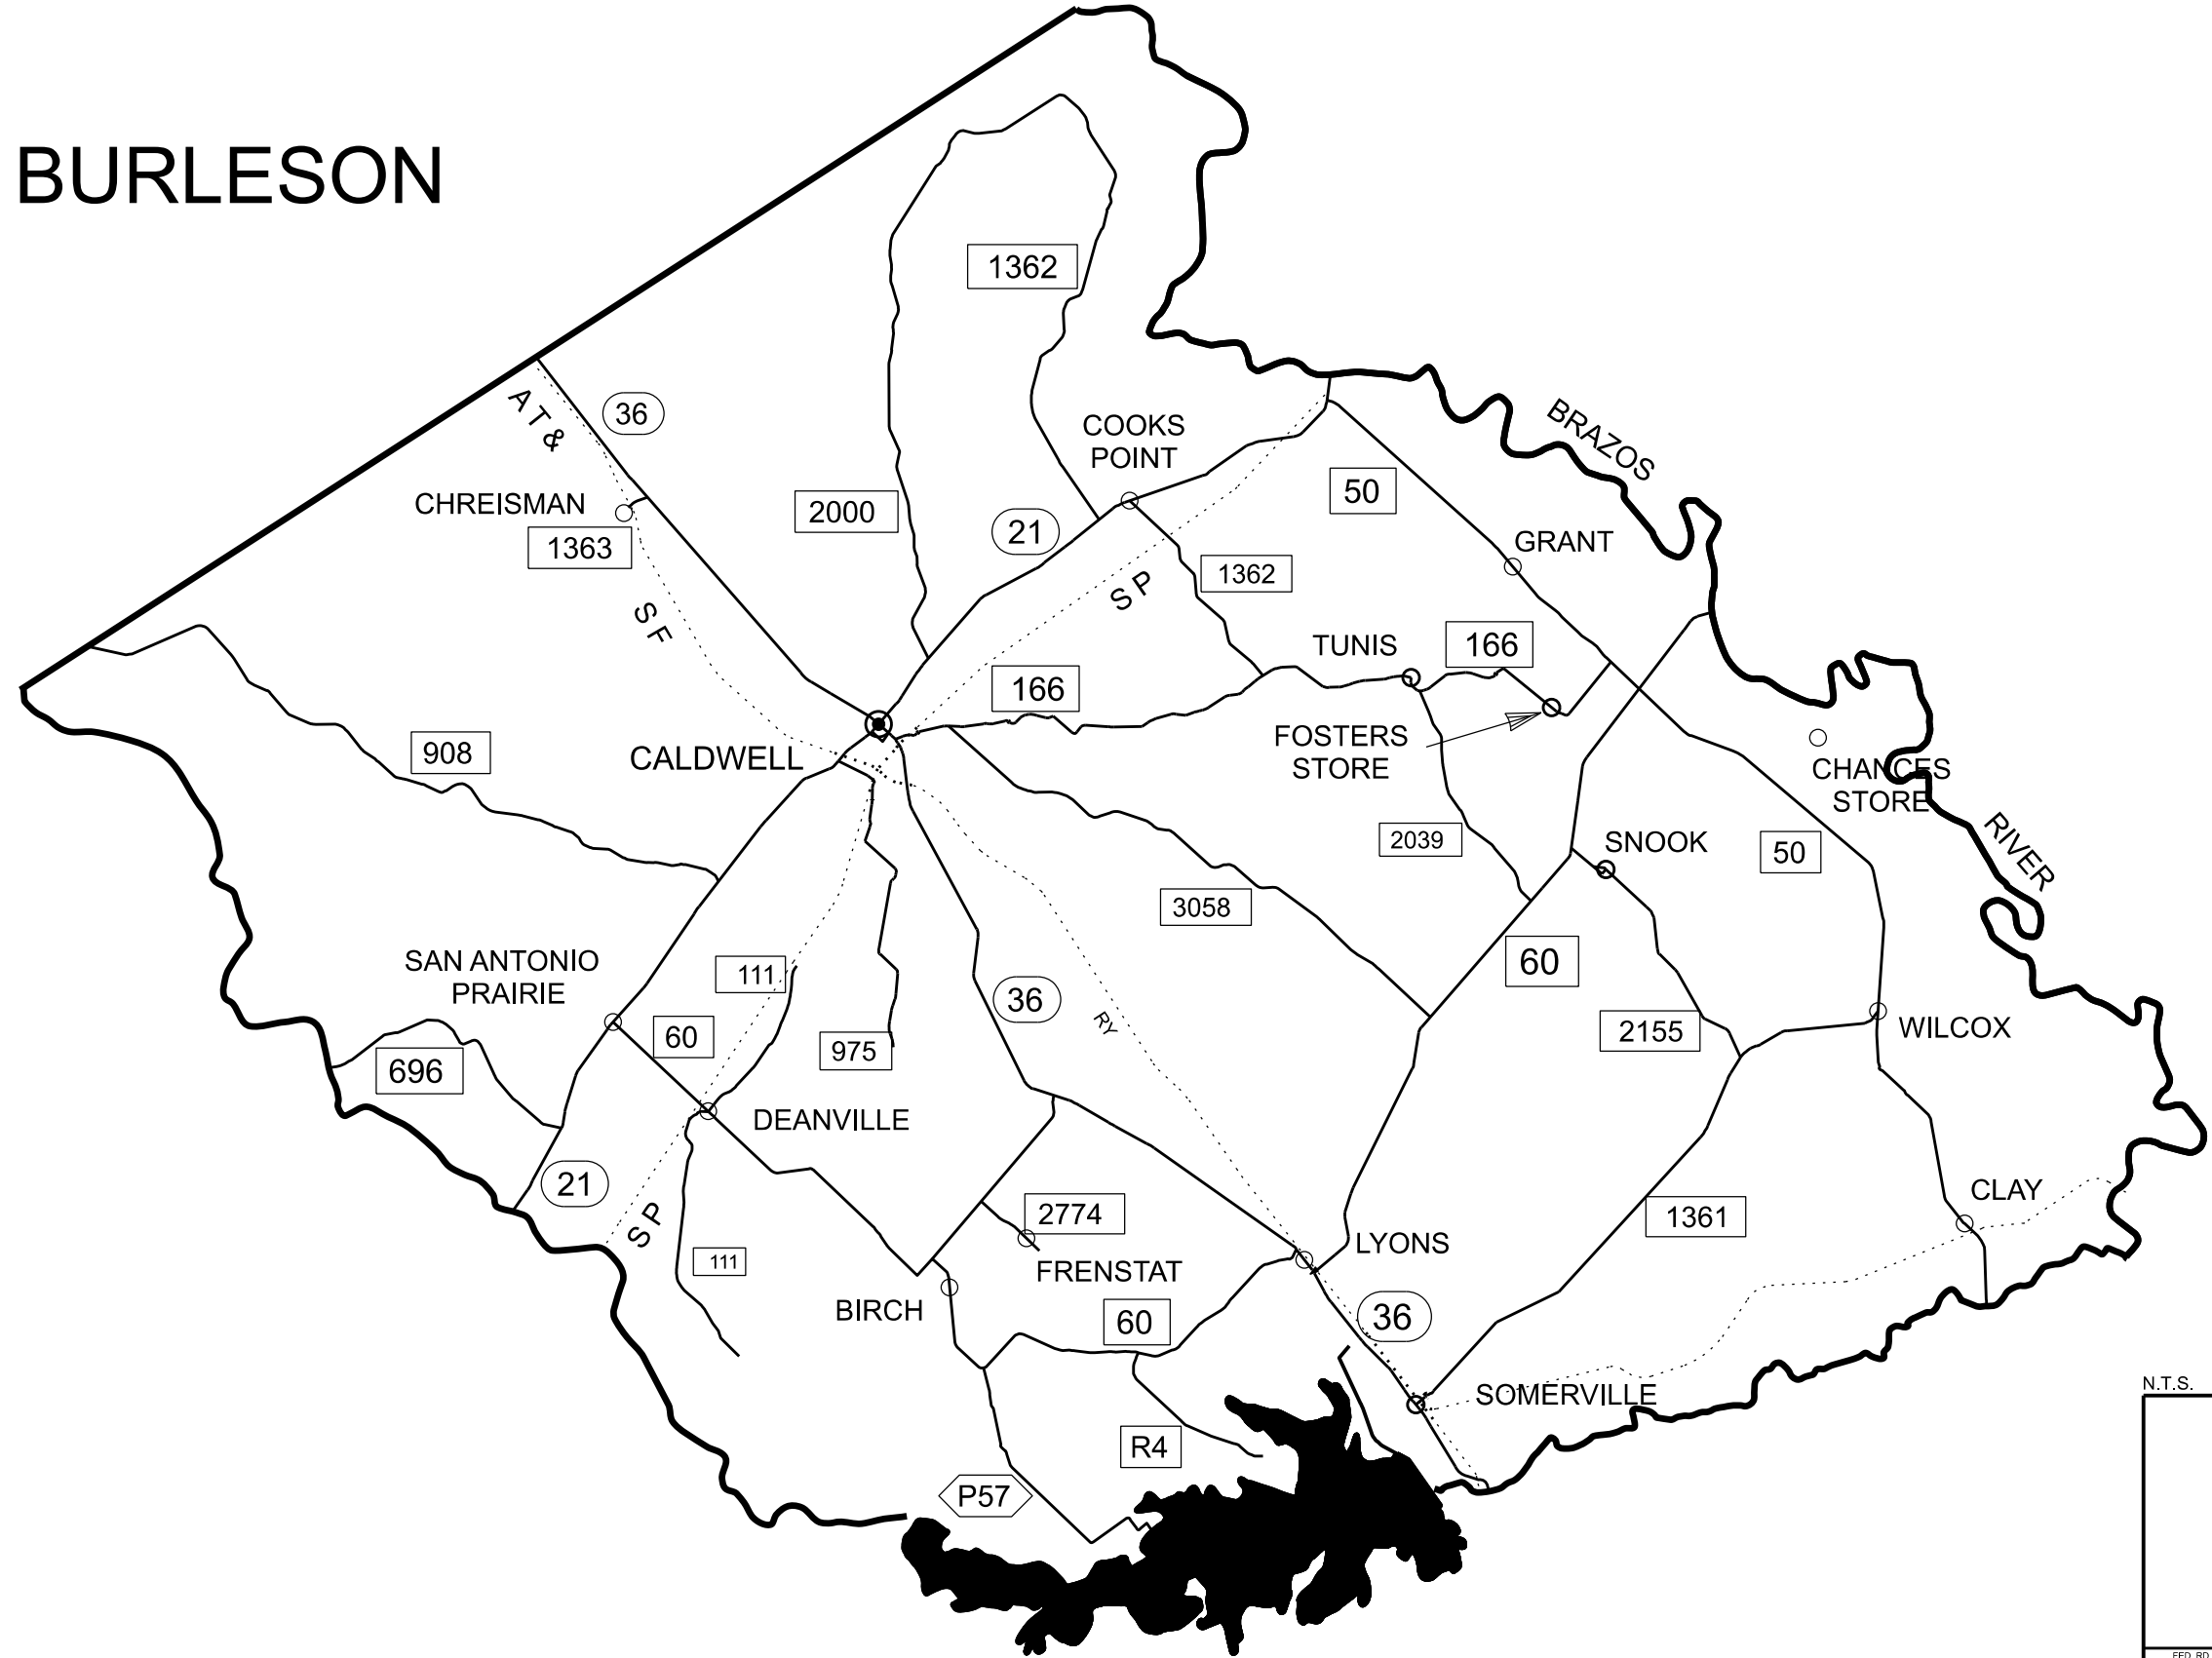 BURLESON
1362
BRAZOS
AT&
36
COOKS
POINT
CHREISMAN
2000
50
21
GRANT
1363
1362
SP
SF
TUNIS
166
166
FOSTERS
STORE
908
CALDWELL
CHANCES
STORE
RIVER
2039
SNOOK
50
3058
SAN ANTONIO
PRAIRIE
111
60
36
RY
60
975
2155
WILCOX
696
DEANVILLE
21
SP
2774
1361
CLAY
111
FRENSTAT
LYONS
BIRCH
60
36
N.T.S.
SOMERVILLE
R4
P57
FED. RD.